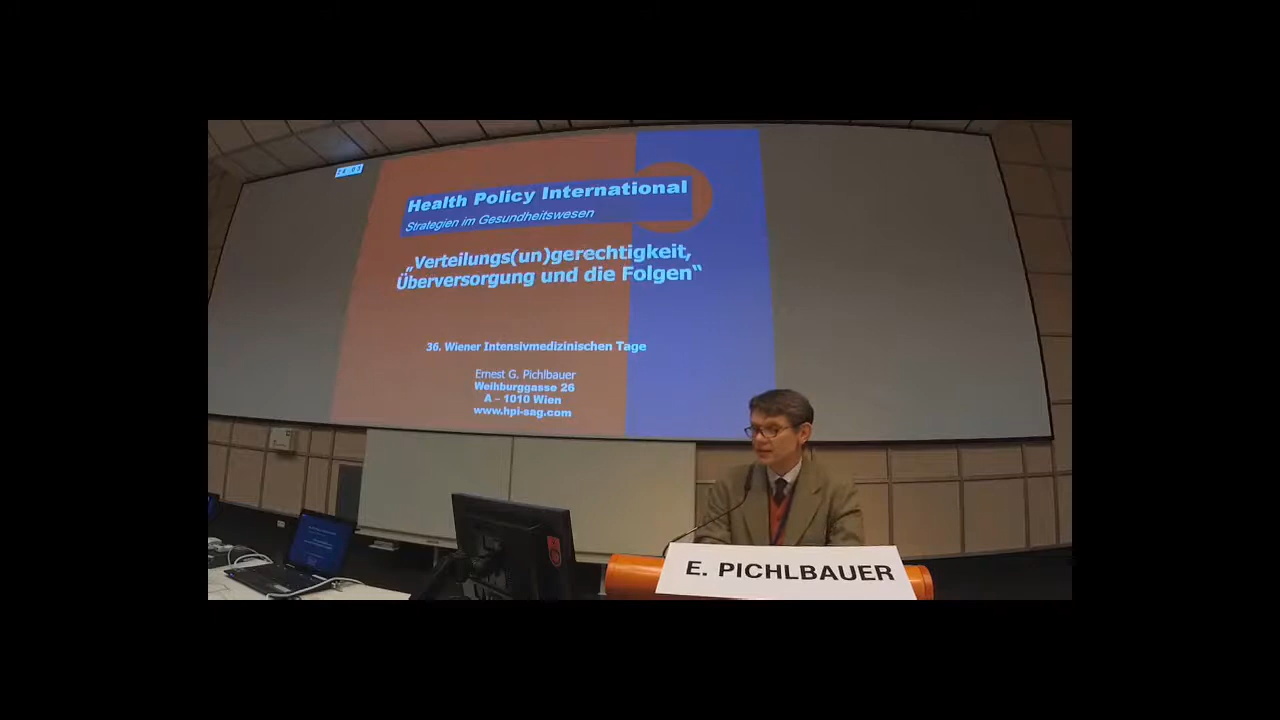 Health Policy International
Strategien im Gesundheitswesen
„Verteilungs(un)gerechtigkeit,
Überversorgung und die Folgen“
36. Wiener Intensivmedizinischen Tage
Ernest G. Pichlbauer
Weihburggasse 26
A – 1010 Wien
www.hpi-sag.com
E. PICHLBAUER